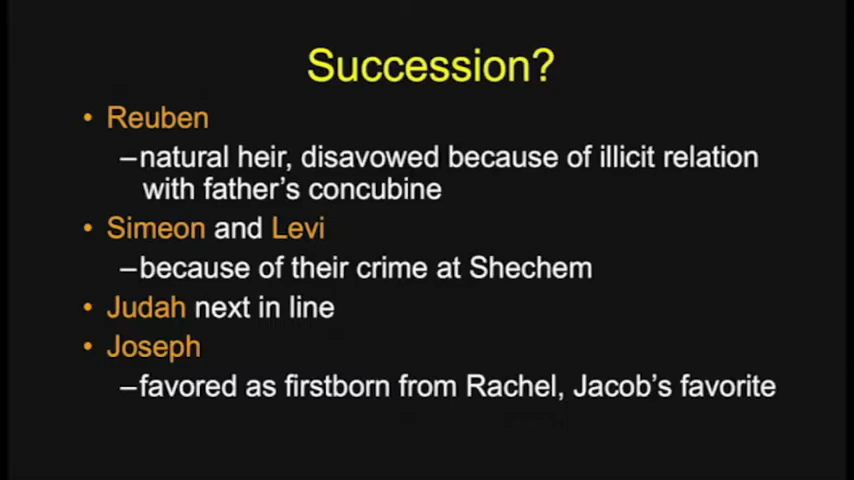 Succession?
• Reuben
–natural heir, disavowed because of illicit relation
with father's concubine
• Simeon and Levi
–because of their crime at Shechem
• Judah next in line
• Joseph
–favored as firstborn from Rachel, Jacob's favorite